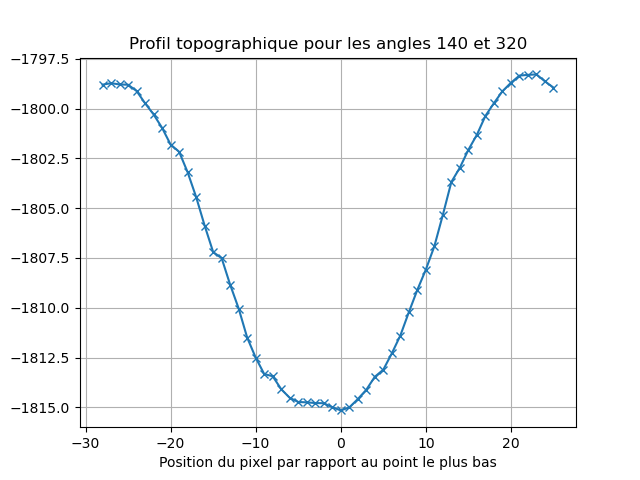 Profil topographique pour les angles 140 et 320
−1797.5
−1800.0
−1802.5
−1805.0
−1807.5
−1810.0
−1812.5
−1815.0
−30 −20 −10 0 10 20
Position du pixel par rapport au point le plus bas